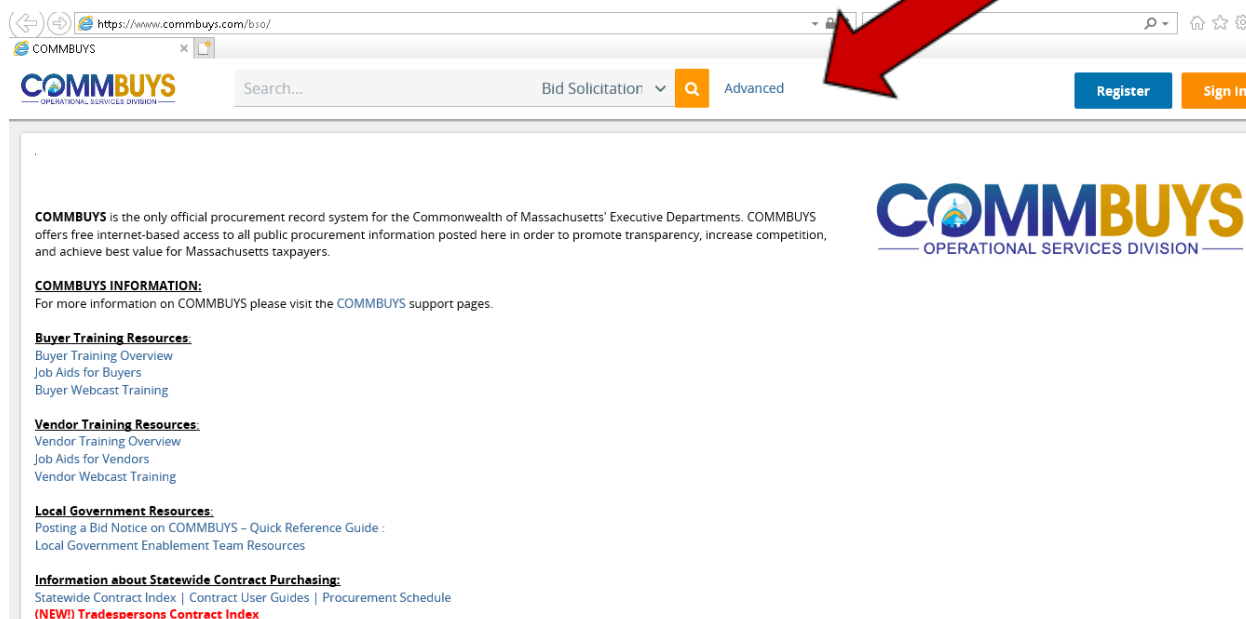 https://www.commbuys.com/bso/
COMMBUYS
COMMBUYS
OPERATIONAL SERVICES DIVISION
Search...
Bid Solicitation
Advanced
Register
Sign In
COMMBUYS
OPERATIONAL SERVICES DIVISION
COMMBUYS is the only official procurement record system for the Commonwealth of Massachusetts' Executive Departments. COMMBUYS
offers free internet-based access to all public procurement information posted here in order to promote transparency, increase competition,
and achieve best value for Massachusetts taxpayers.
COMMBUYS INFORMATION:
For more information on COMMBUYS please visit the COMMBUYS support pages.
Buyer Training Resources:
Buyer Training Overview
Job Aids for Buyers
Buyer Webcast Training
Vendor Training Resources:
Vendor Training Overview
Job Aids for Vendors
Vendor Webcast Training
Local Government Resources:
Posting a Bid Notice on COMMBUYS – Quick Reference Guide :
Local Government Enablement Team Resources
Information about Statewide Contract Purchasing:
Statewide Contract Index | Contract User Guides | Procurement Schedule
(NEW!) Tradespersons Contract Index